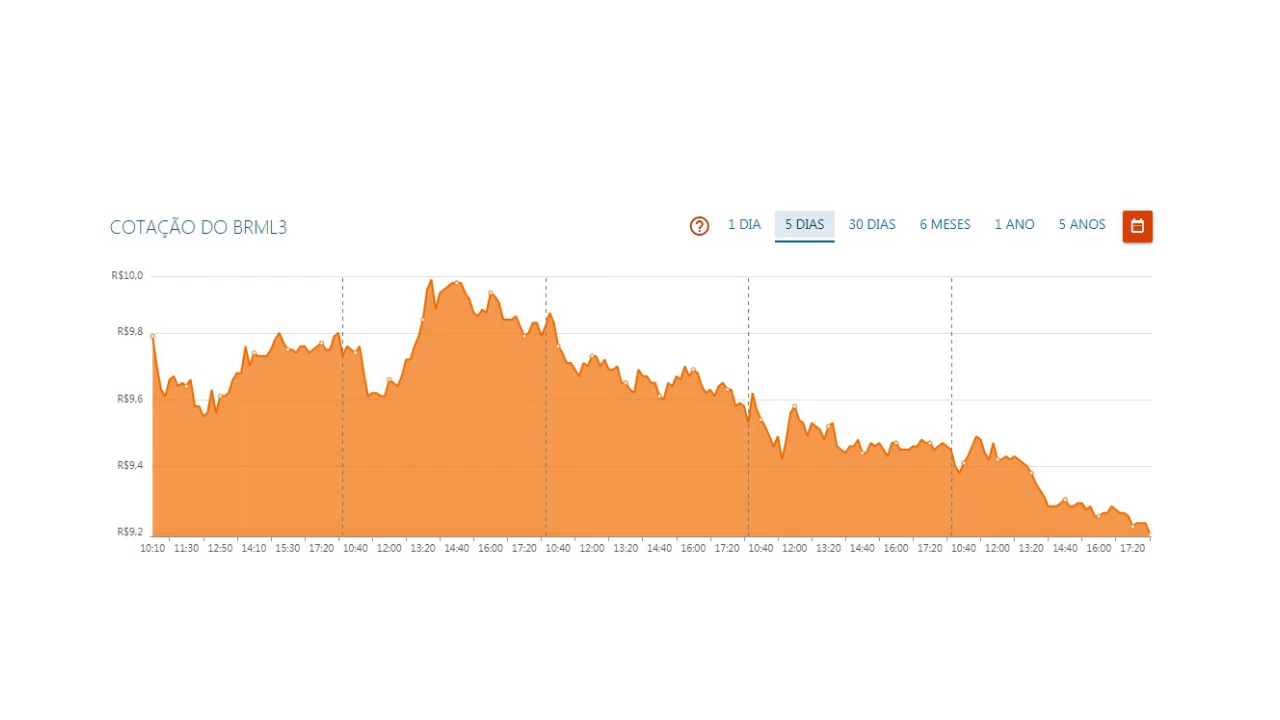 COTAÇÃO DO BRML3
? 1 DIA 5 DIAS 30 DIAS 6 MESES 1 ANO 5 ANOS
R$10,0
R$9,8
R$9,6
R$9,4
R$9,2
10:10 11:30 12:50 14:10 15:30 17:20 10:40 12:00 13:20 14:40 16:00 17:20 10:40 12:00 13:20 14:40 16:00 17:20 10:40 12:00 13:20 14:40 16:00 17:20 10:40 12:00 13:20 14:40 16:00 17:20